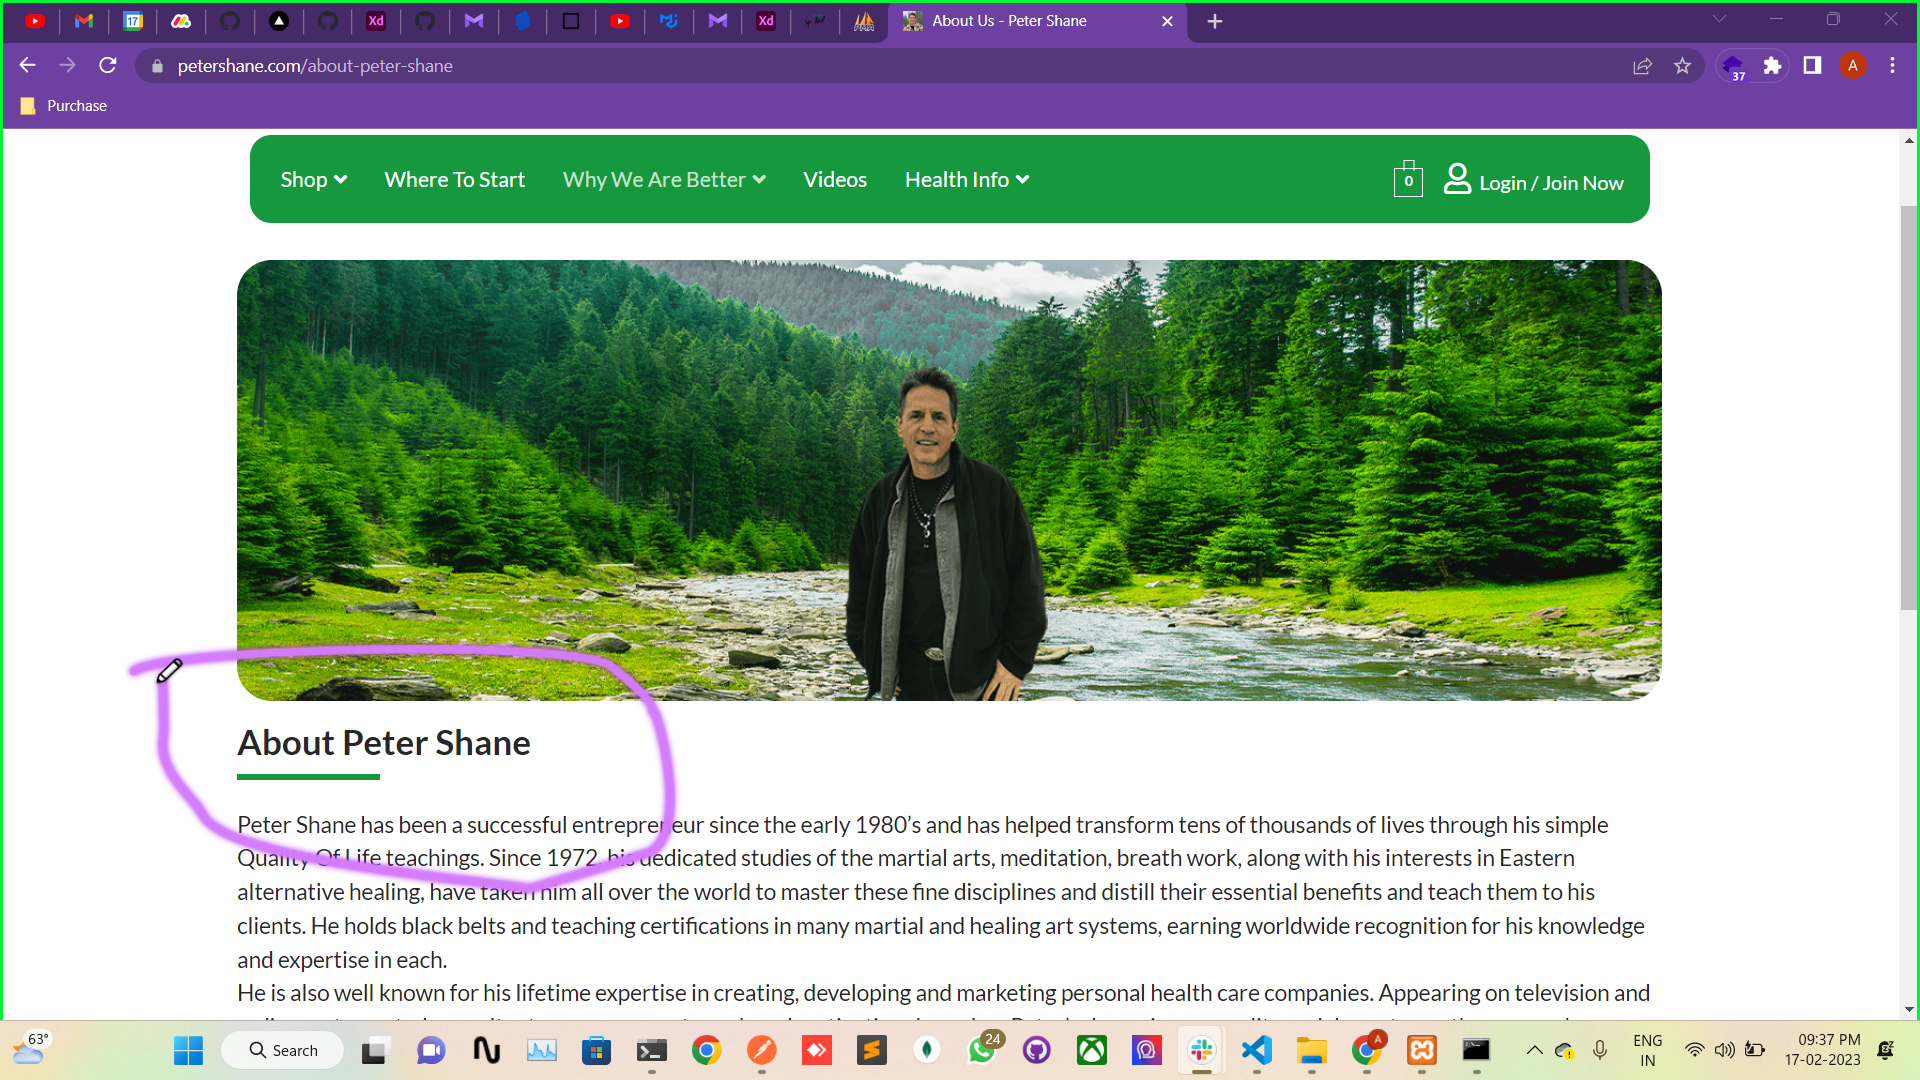 About Us - Peter Shane
petershane.com/about-peter-shane
37
A
Purchase
Shop
Where To Start
Why We Are Better
Videos
Health Info
0
Login / Join Now
About Peter Shane
Peter Shane has been a successful entrepreneur since the early 1980’s and has helped transform tens of thousands of lives through his simple
Quality Of Life teachings. Since 1972, his dedicated studies of the martial arts, meditation, breath work, along with his interests in Eastern
alternative healing, have taken him all over the world to master these fine disciplines and distill their essential benefits and teach them to his
clients. He holds black belts and teaching certifications in many martial and healing art systems, earning worldwide recognition for his knowledge
and expertise in each.
He is also well known for his lifetime expertise in creating, developing and marketing personal health care companies. Appearing on television and
63°
Search
24
A
ENG
IN
09:37 PM
17-02-2023